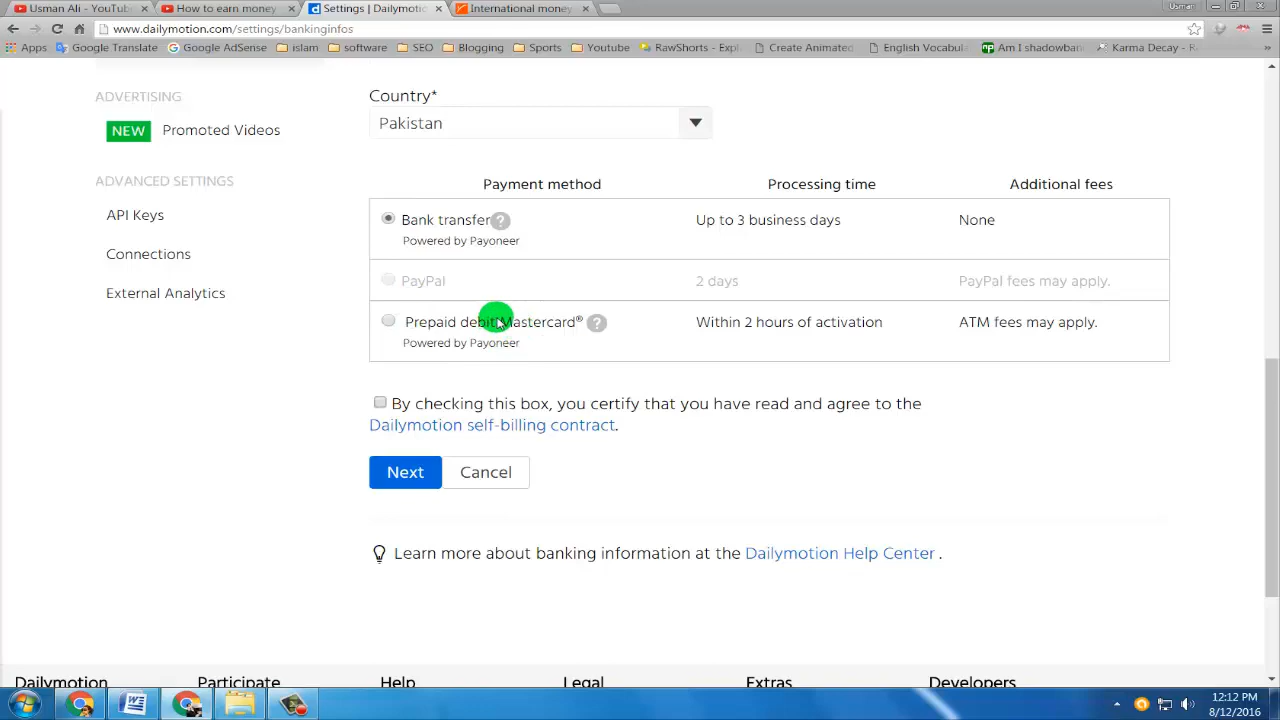 Usman Ali - YouTub
How to earn money
Settings | Dailymotic
International money
Usman
www.dailymotion.com/settings/bankinginfos
Apps
Google Translate
Google AdSense
islam
software
SEO
Blogging
Sports
Youtube
RawShorts - Expl
Create Animated
English Vocabula
Am I shadowban
Karma Decay - Re
ADVERTISING
NEW Promoted Videos
ADVANCED SETTINGS
API Keys
Connections
External Analytics
Country*
Pakistan
Payment method Processing time Additional fees
Bank transfer ? Up to 3 business days None
Powered by Payoneer
PayPal 2 days PayPal fees may apply.
Prepaid debit Mastercard® ? Within 2 hours of activation ATM fees may apply.
Powered by Payoneer
By checking this box, you certify that you have read and agree to the
Dailymotion self-billing contract.
Next Cancel
Learn more about banking information at the Dailymotion Help Center .
Dailymotion Participate Help Legal Extras Developers
12:12 PM
8/12/2016